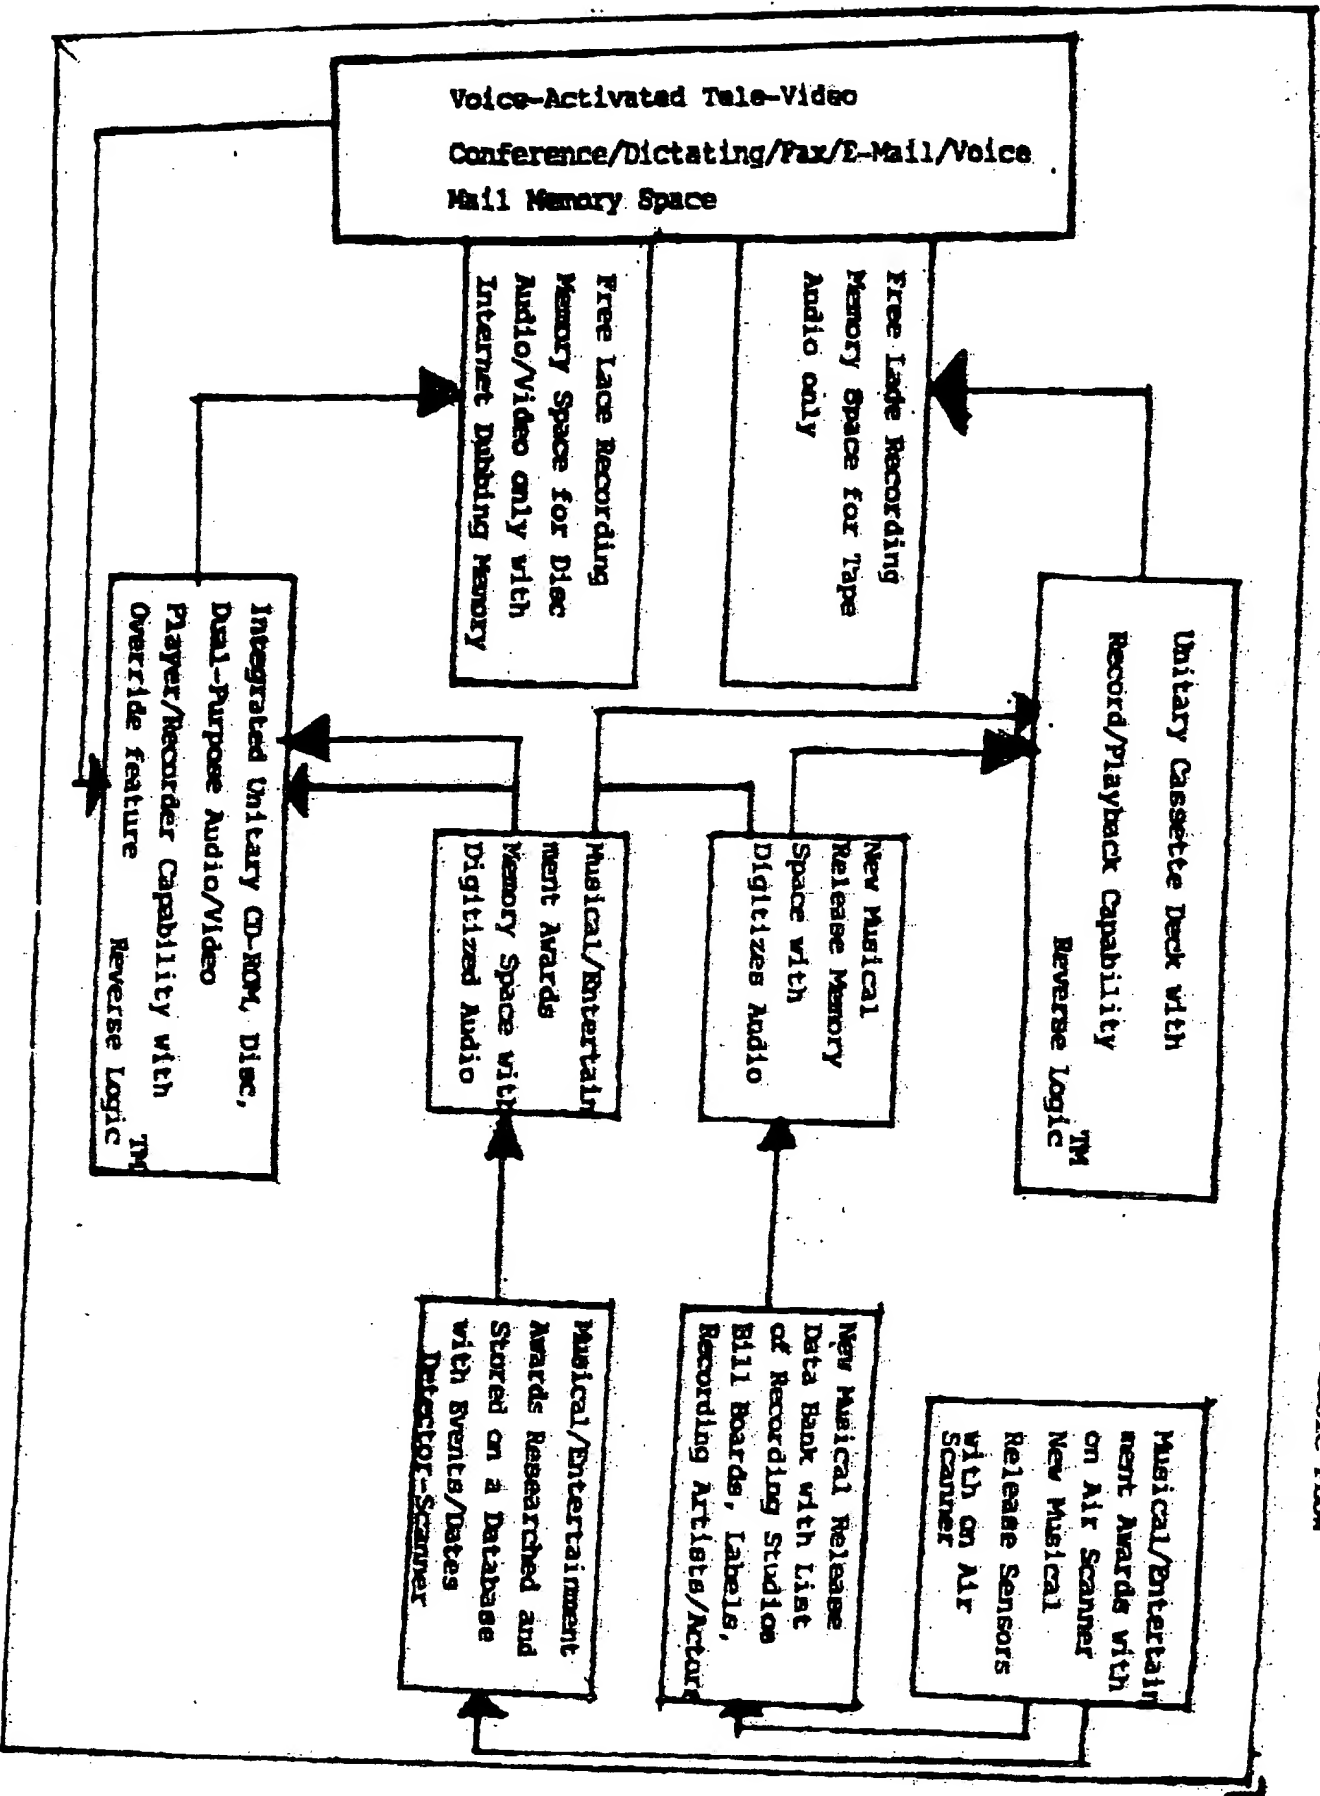 Voice-Activated Tele-Video
Conference/Dictating/Fax/E-Mail/Voice
Mail Memory Space
Free Lace Recording
Memory Space for Disc
Audio/Video only with
Internet Dubbing Memory
Free Lade Recording
Memory Space for Tape
Audio only
Unitary Cassette Deck with
Record/Playback Capability
Reverse Logic TM
Integrated Unitary CD-ROM, Disc,
Dual-Purpose Audio/Video
Player/Recorder Capability with
Override feature Reverse Logic TM
Musical/Entertain
ment Awards
Memory Space with
Digitized Audio
New Musical
Release Memory
Space with
Digitizes Audio
Musical/Entertainment
Awards Researched and
Stored on a Database
with Events/Dates
Detector-Scanner
New Musical Release
Data Bank with List
of Recording Studios
Bill Boards, Labels,
Recording Artists/Actors
Musical/Entertain
ment Awards with
on Air Scanner
New Musical
Release Sensors
with on Air
Scanner